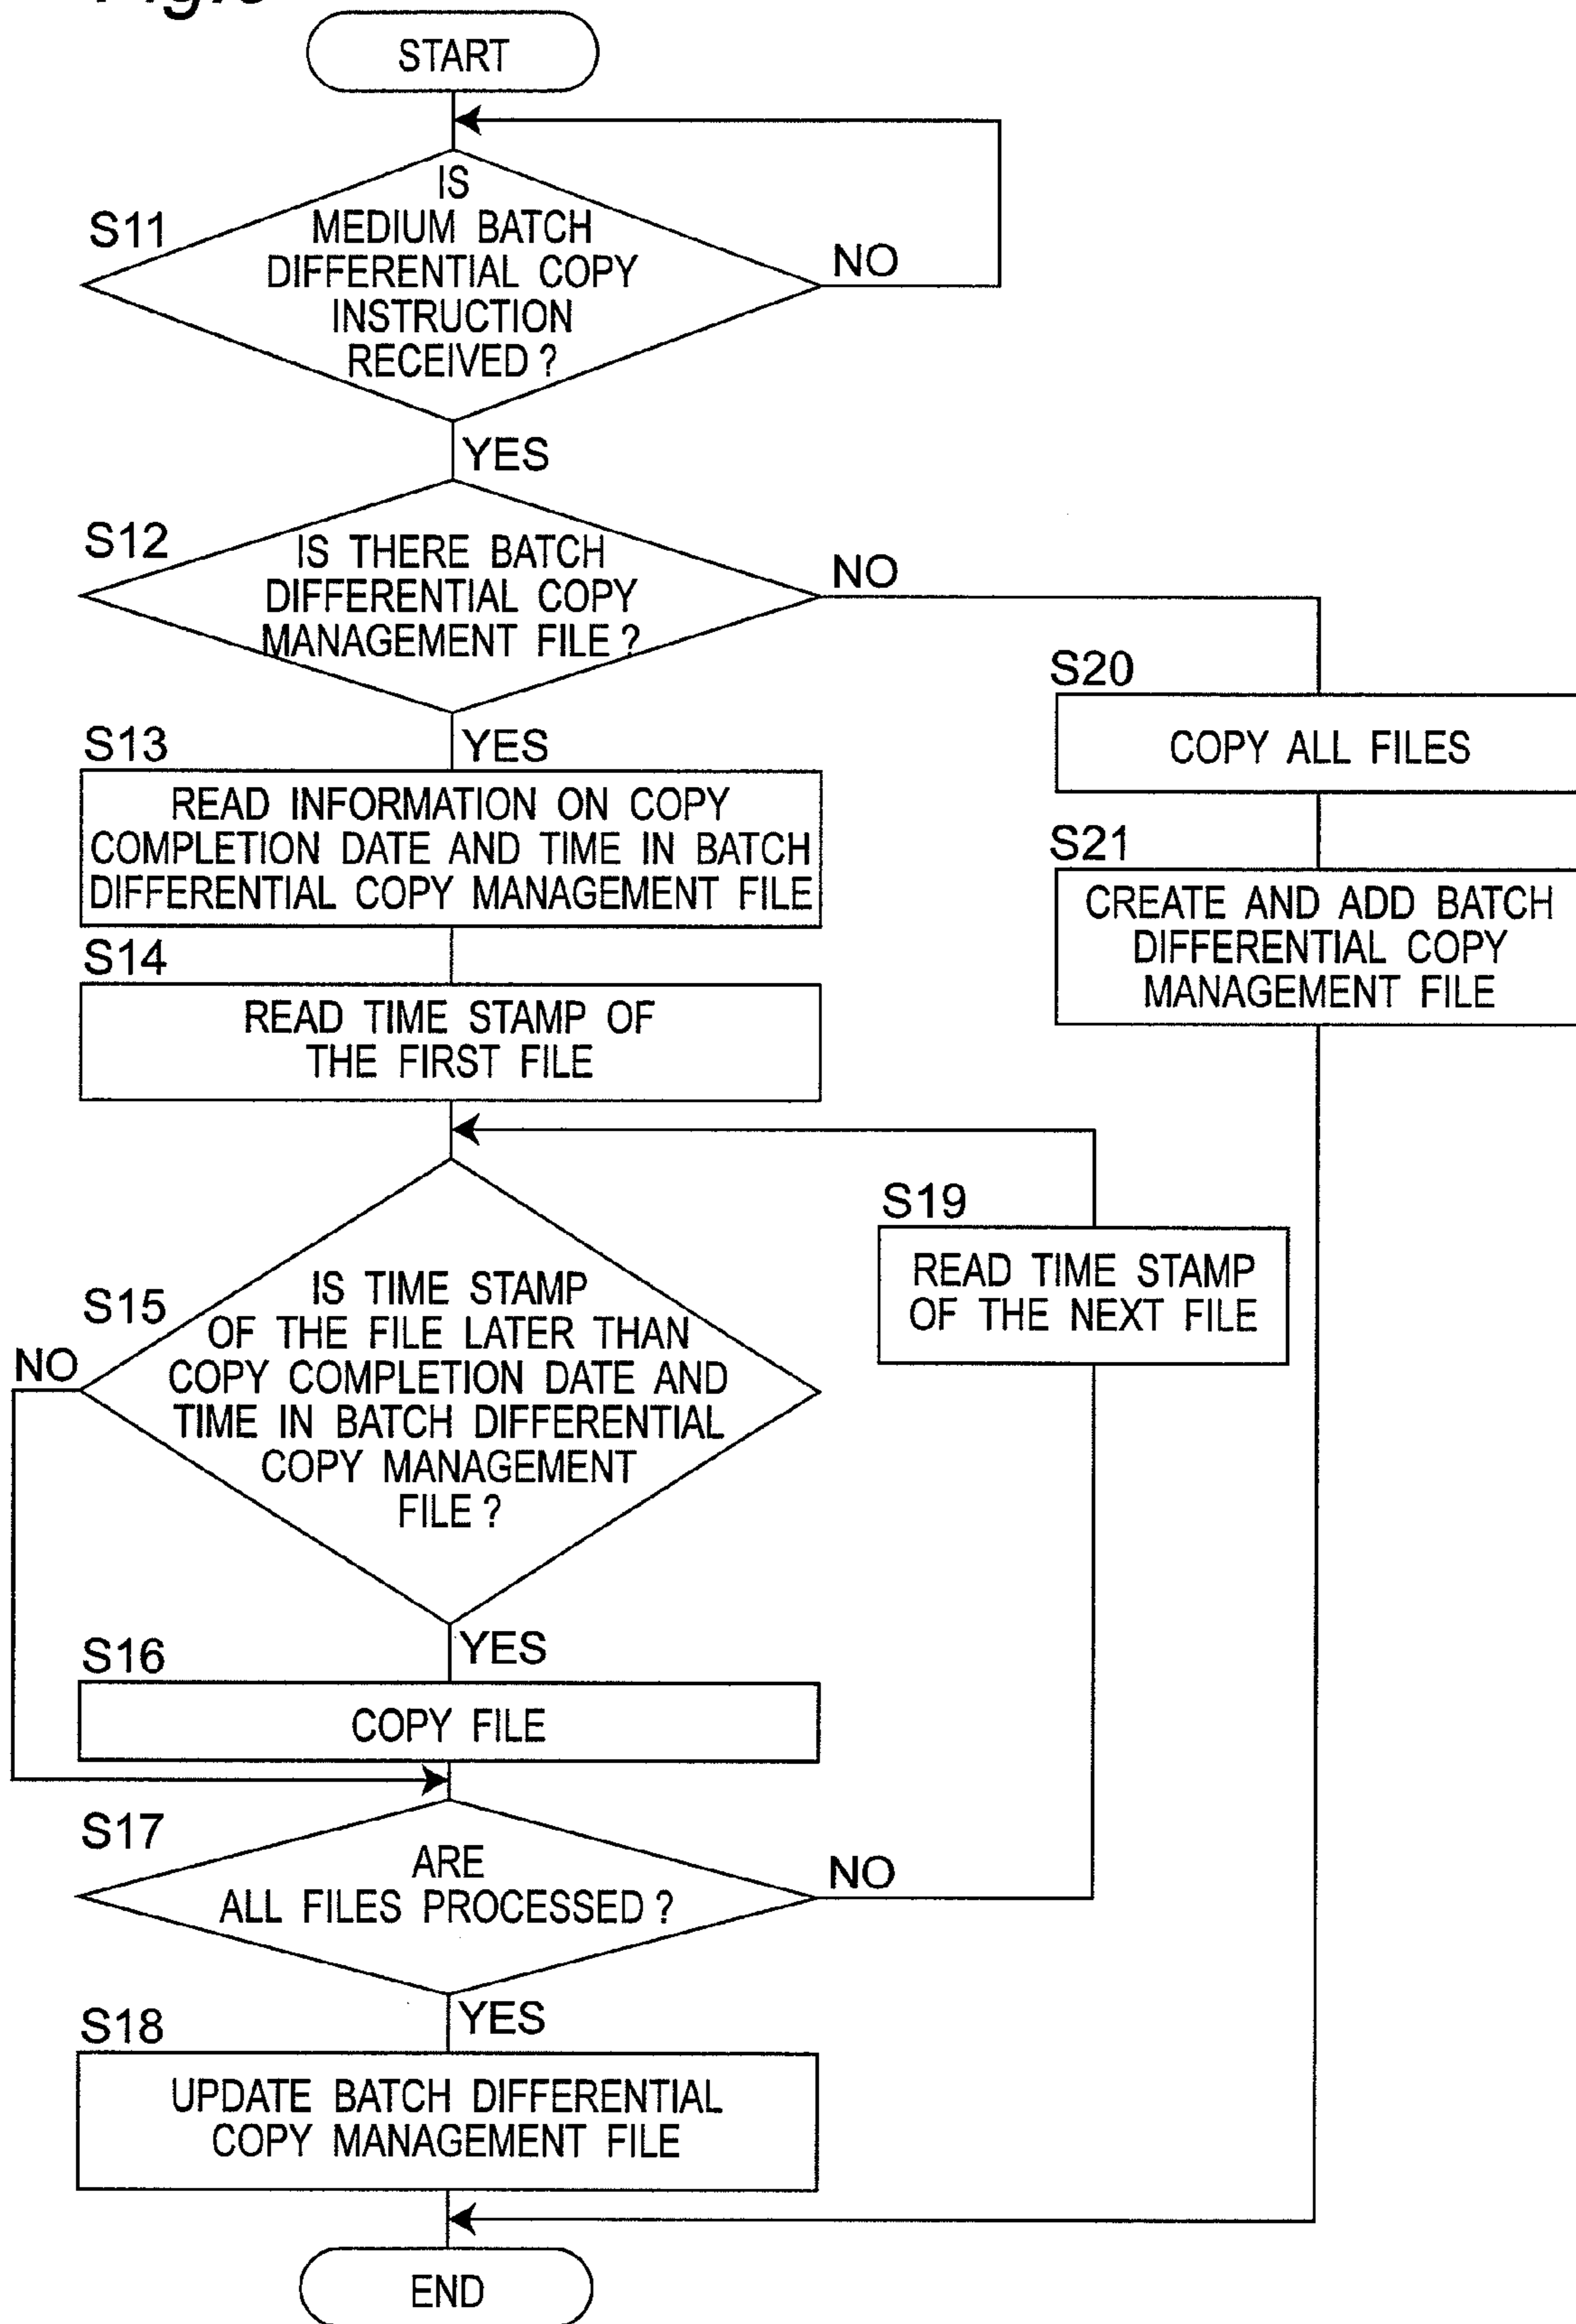 START
IS
MEDIUM BATCH
DIFFERENTIAL COPY
INSTRUCTION
RECEIVED ?
S11
NO
YES
S12
IS THERE BATCH
DIFFERENTIAL COPY
MANAGEMENT FILE ?
NO
YES
S20
COPY ALL FILES
S13
READ INFORMATION ON COPY
COMPLETION DATE AND TIME IN BATCH
DIFFERENTIAL COPY MANAGEMENT FILE
S21
CREATE AND ADD BATCH
DIFFERENTIAL COPY
MANAGEMENT FILE
S14
READ TIME STAMP OF
THE FIRST FILE
S19
READ TIME STAMP
OF THE NEXT FILE
S15
IS TIME STAMP
OF THE FILE LATER THAN
COPY COMPLETION DATE AND
TIME IN BATCH DIFFERENTIAL
COPY MANAGEMENT
FILE ?
NO
YES
S16
COPY FILE
S17
ARE
ALL FILES PROCESSED ?
NO
YES
S18
UPDATE BATCH DIFFERENTIAL
COPY MANAGEMENT FILE
END